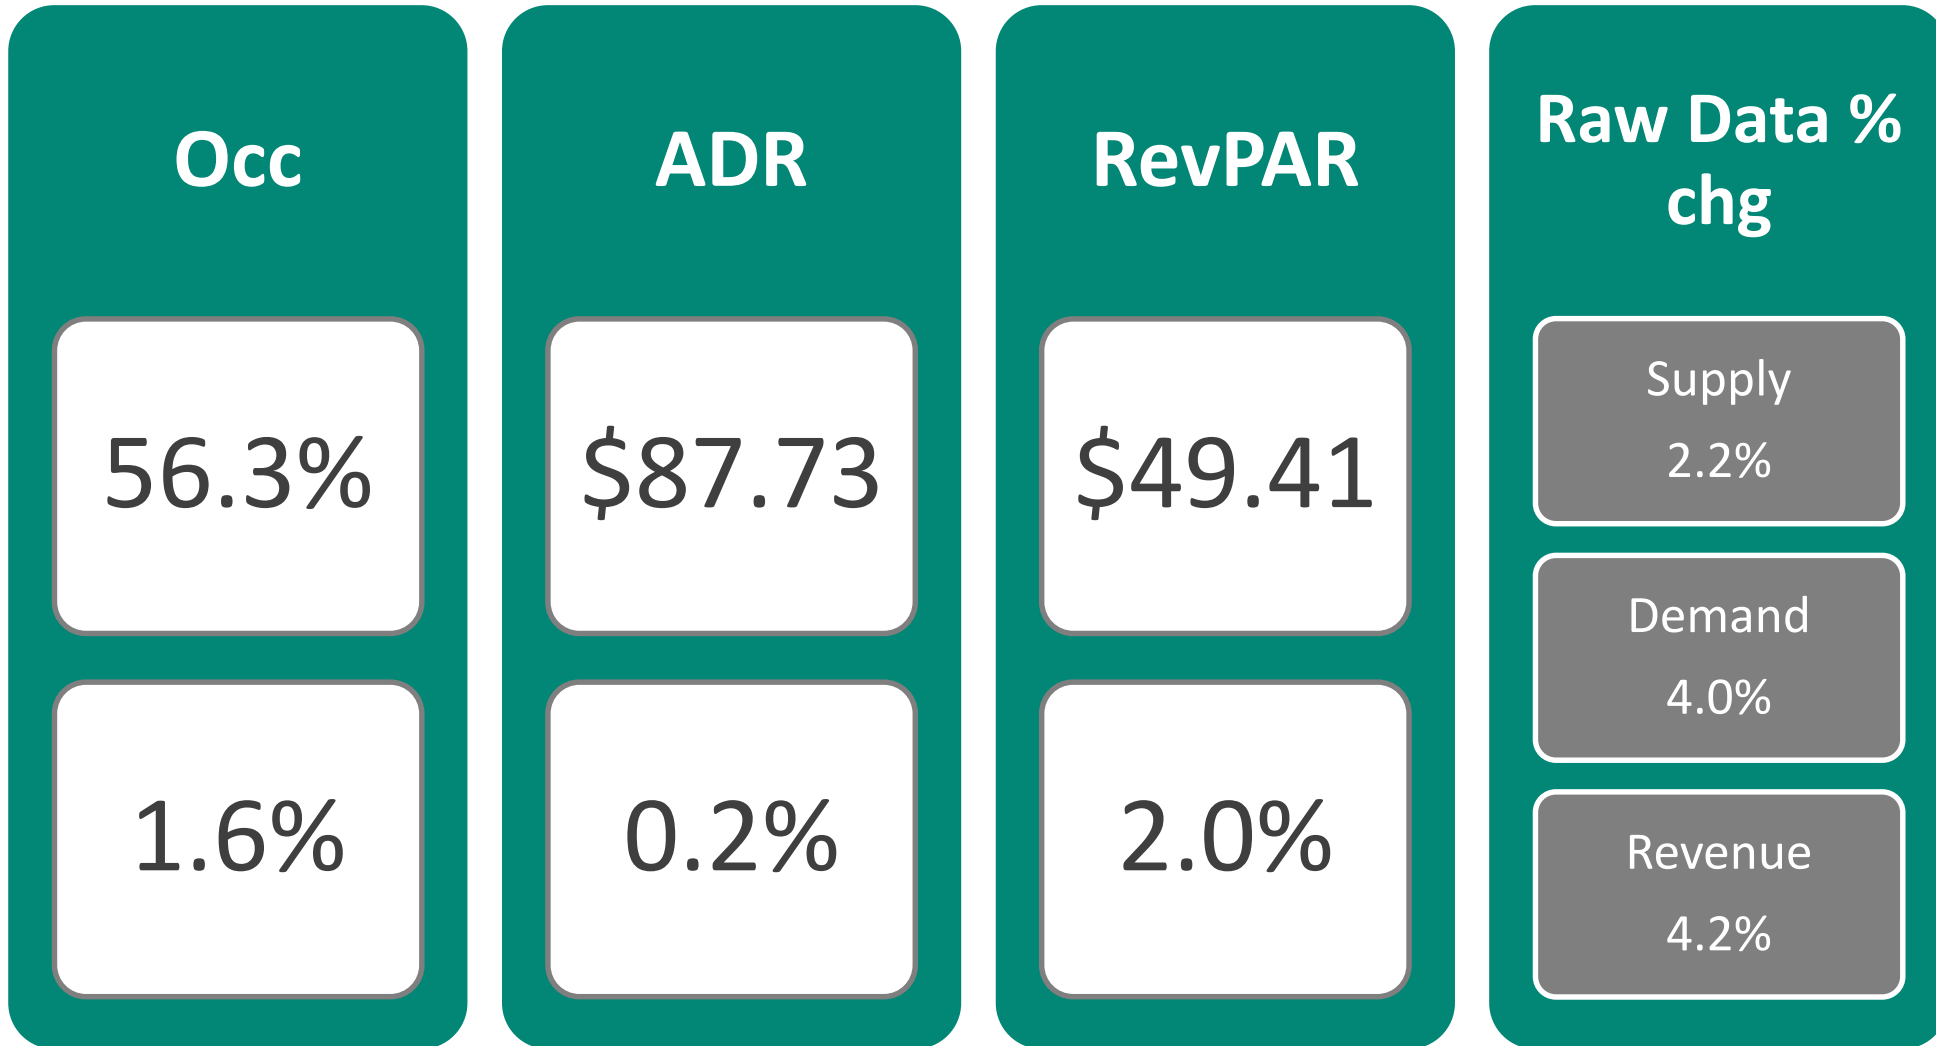 Occ
56.3%
1.6%
ADR
$87.73
0.2%
RevPAR
$49.41
2.0%
Raw Data %
chg
Supply
2.2%
Demand
4.0%
Revenue
4.2%